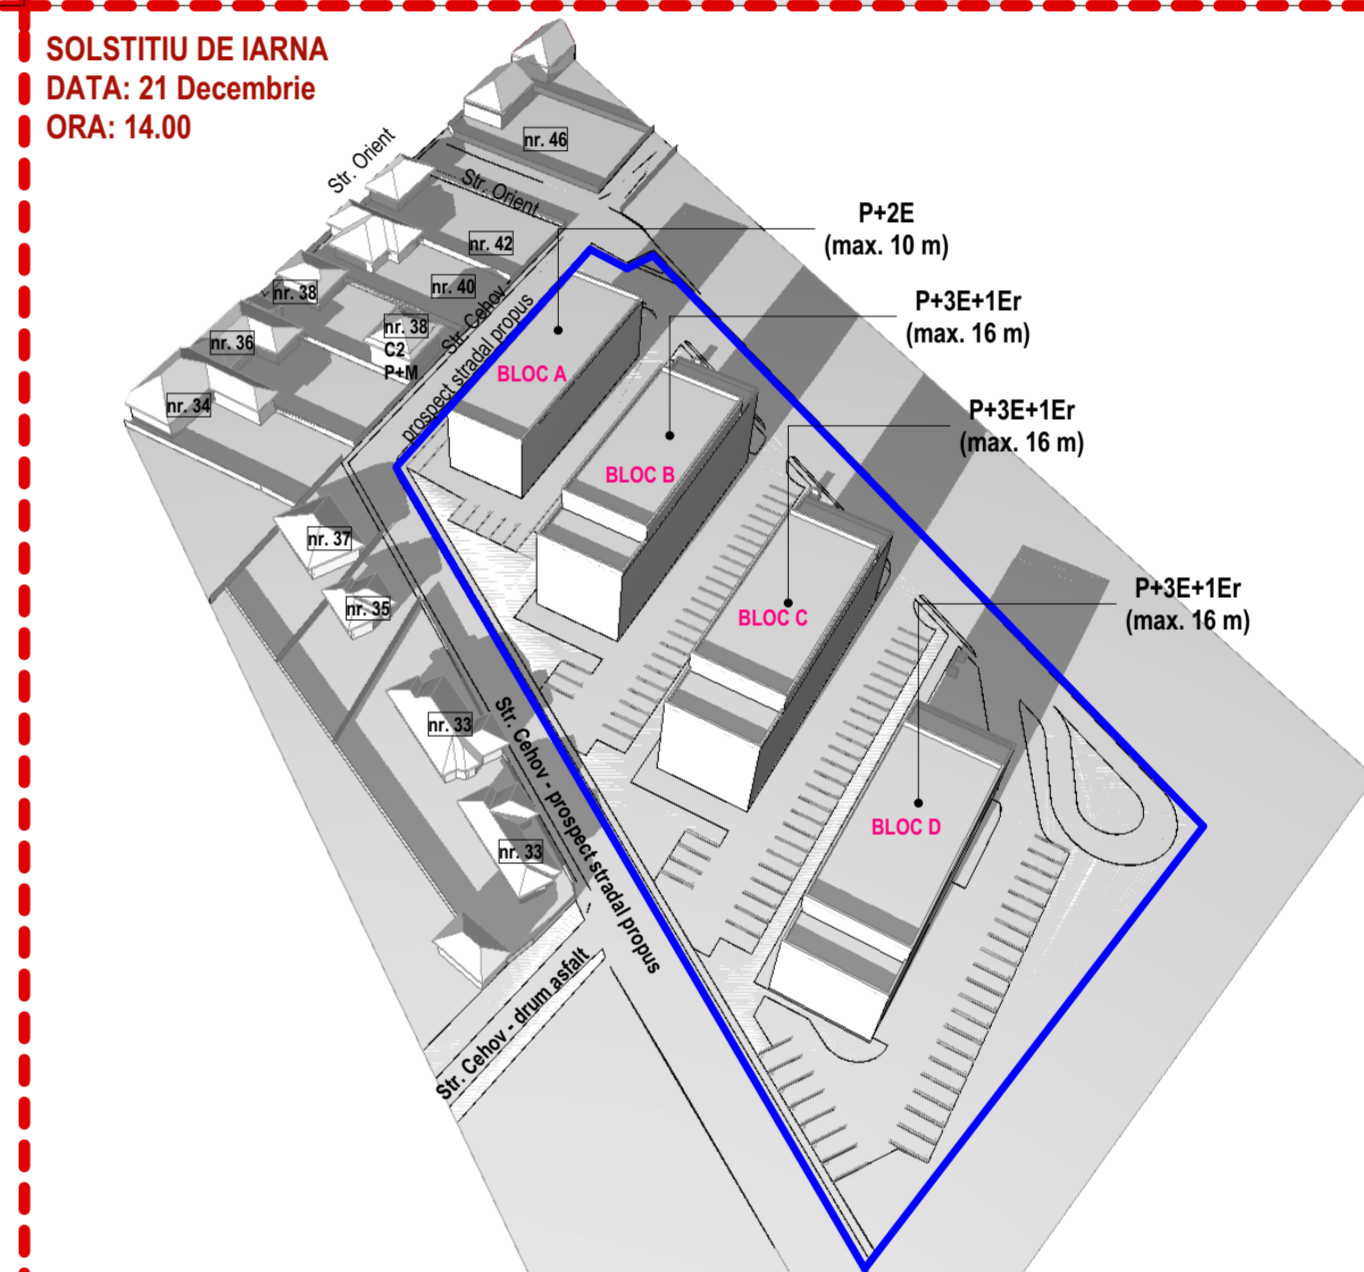 SOLSTITIU DE IARNA
DATA: 21 Decembrie
ORA: 14.00
nr. 46
Str. Orient
Str. Orient
P+2E
(max. 10 m)
nr. 42
nr. 40
nr. 38
P+3E+1Er
(max. 16 m)
nr. 38
C2
P+M
Str. Cehov
prospect stradal propus
nr. 36
BLOC A
nr. 34
P+3E+1Er
(max. 16 m)
BLOC B
nr. 37
nr. 35
P+3E+1Er
(max. 16 m)
BLOC C
nr. 33
Str. Cehov - prospect stradal propus
BLOC D
nr. 33
Str. Cehov - drum asfalt